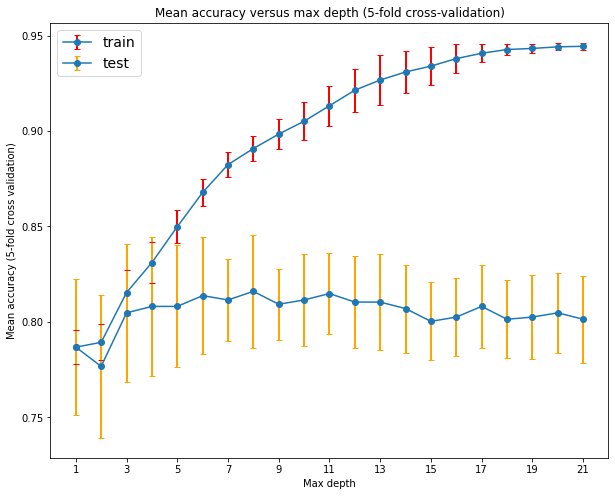 Mean accuracy versus max depth (5-fold cross-validation)
train
test
Mean accuracy (5-fold cross validation)
0.95
0.90
0.85
0.80
0.75
1 3 5 7 9 11 13 15 17 19 21
Max depth